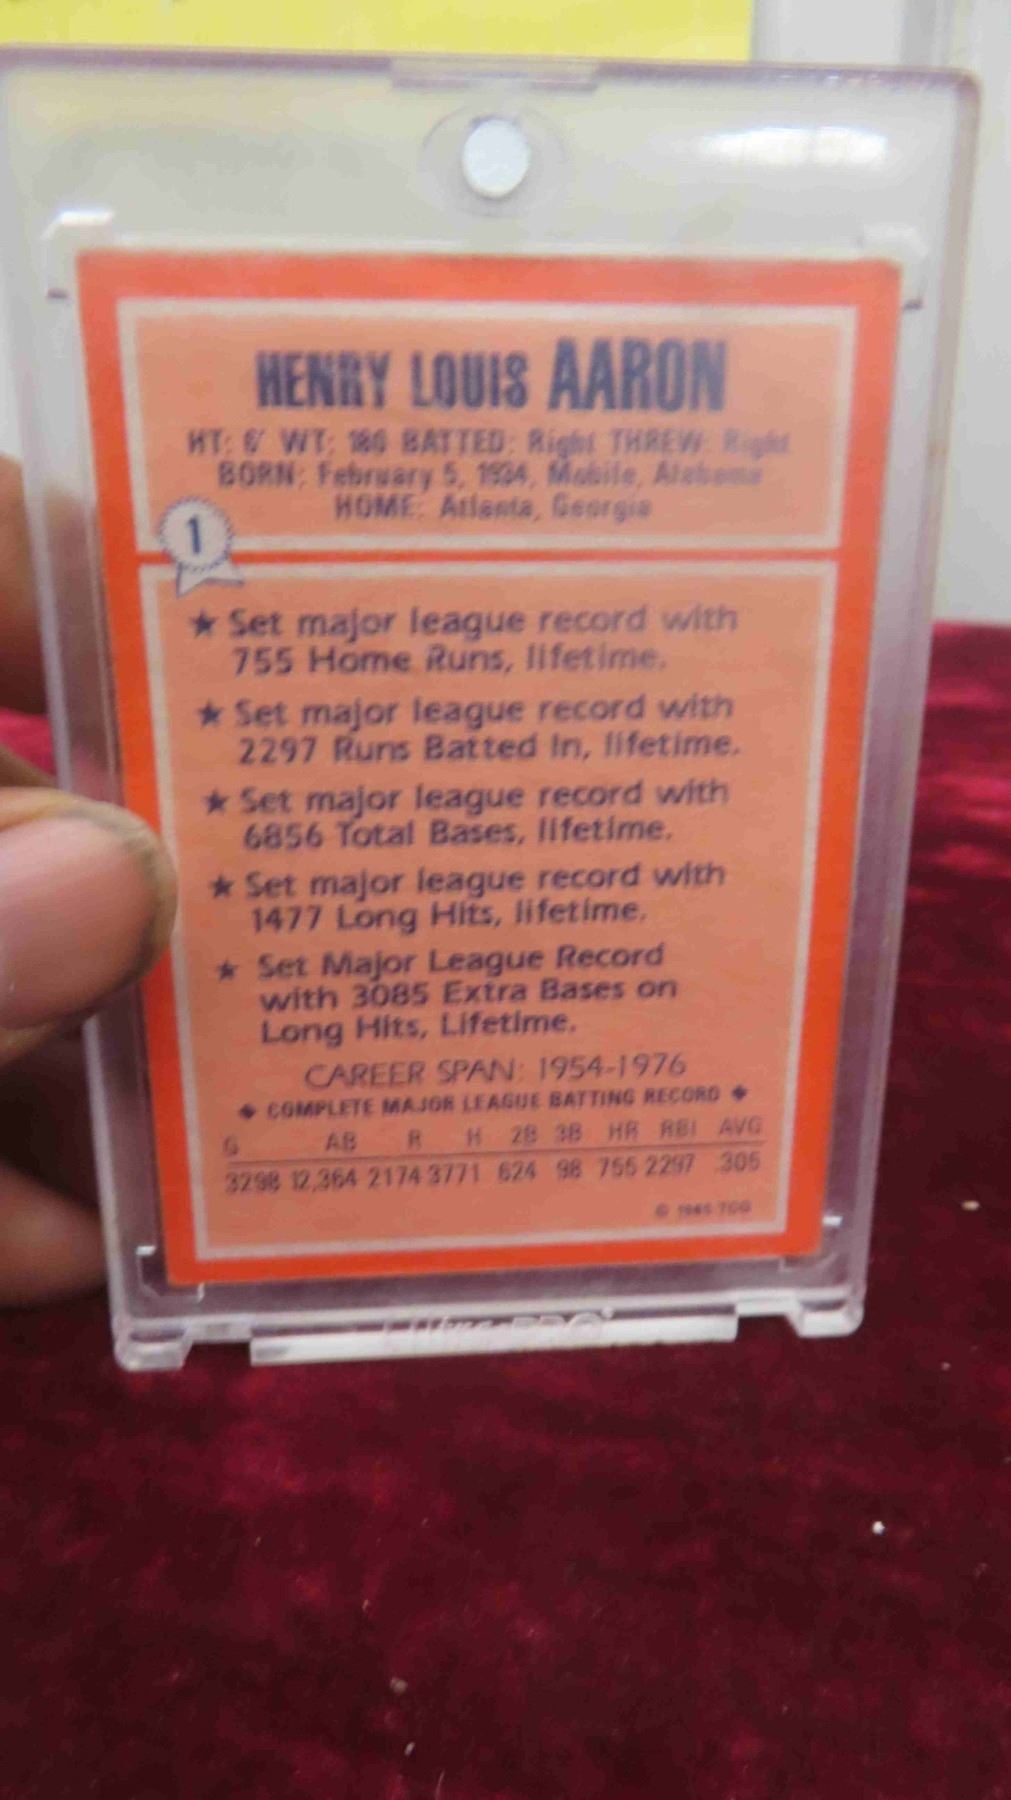 HENRY LOUIS AARON
HT: 6' WT: 180 BATTED: Right THREW: Right
BORN: February 5, 1934, Mobile, Alabama
HOME: Atlanta, Georgia
1
★ Set major league record with
755 Home Runs, lifetime.
★ Set major league record with
2297 Runs Batted In, lifetime.
★ Set major league record with
6856 Total Bases, lifetime.
★ Set major league record with
1477 Long Hits, lifetime.
★ Set Major League Record
with 3085 Extra Bases on
Long Hits, Lifetime.
CAREER SPAN: 1954-1976
◆ COMPLETE MAJOR LEAGUE BATTING RECORD ◆
G AB R H 2B 3B HR RBI AVG
3298 12,364 2174 3771 624 98 755 2297 .305
© TCG